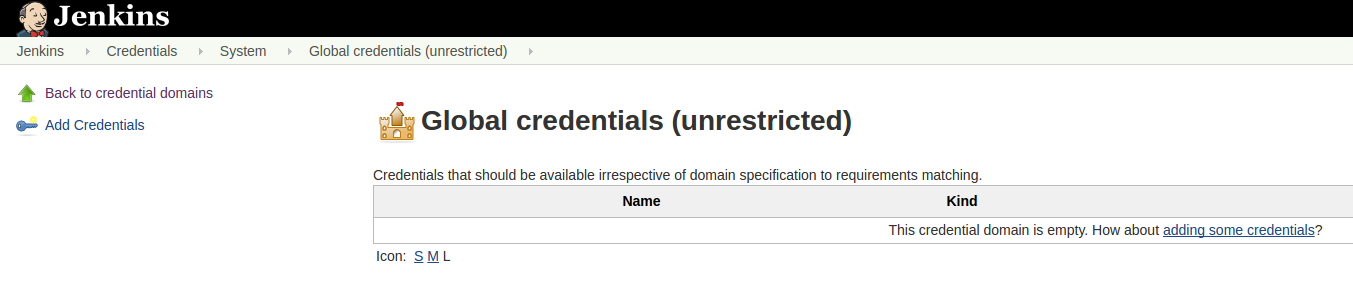 Jenkins
Jenkins Credentials System Global credentials (unrestricted)
Back to credential domains
Add Credentials
Global credentials (unrestricted)
Credentials that should be available irrespective of domain specification to requirements matching.
Name Kind
This credential domain is empty. How about adding some credentials?
Icon: S M L